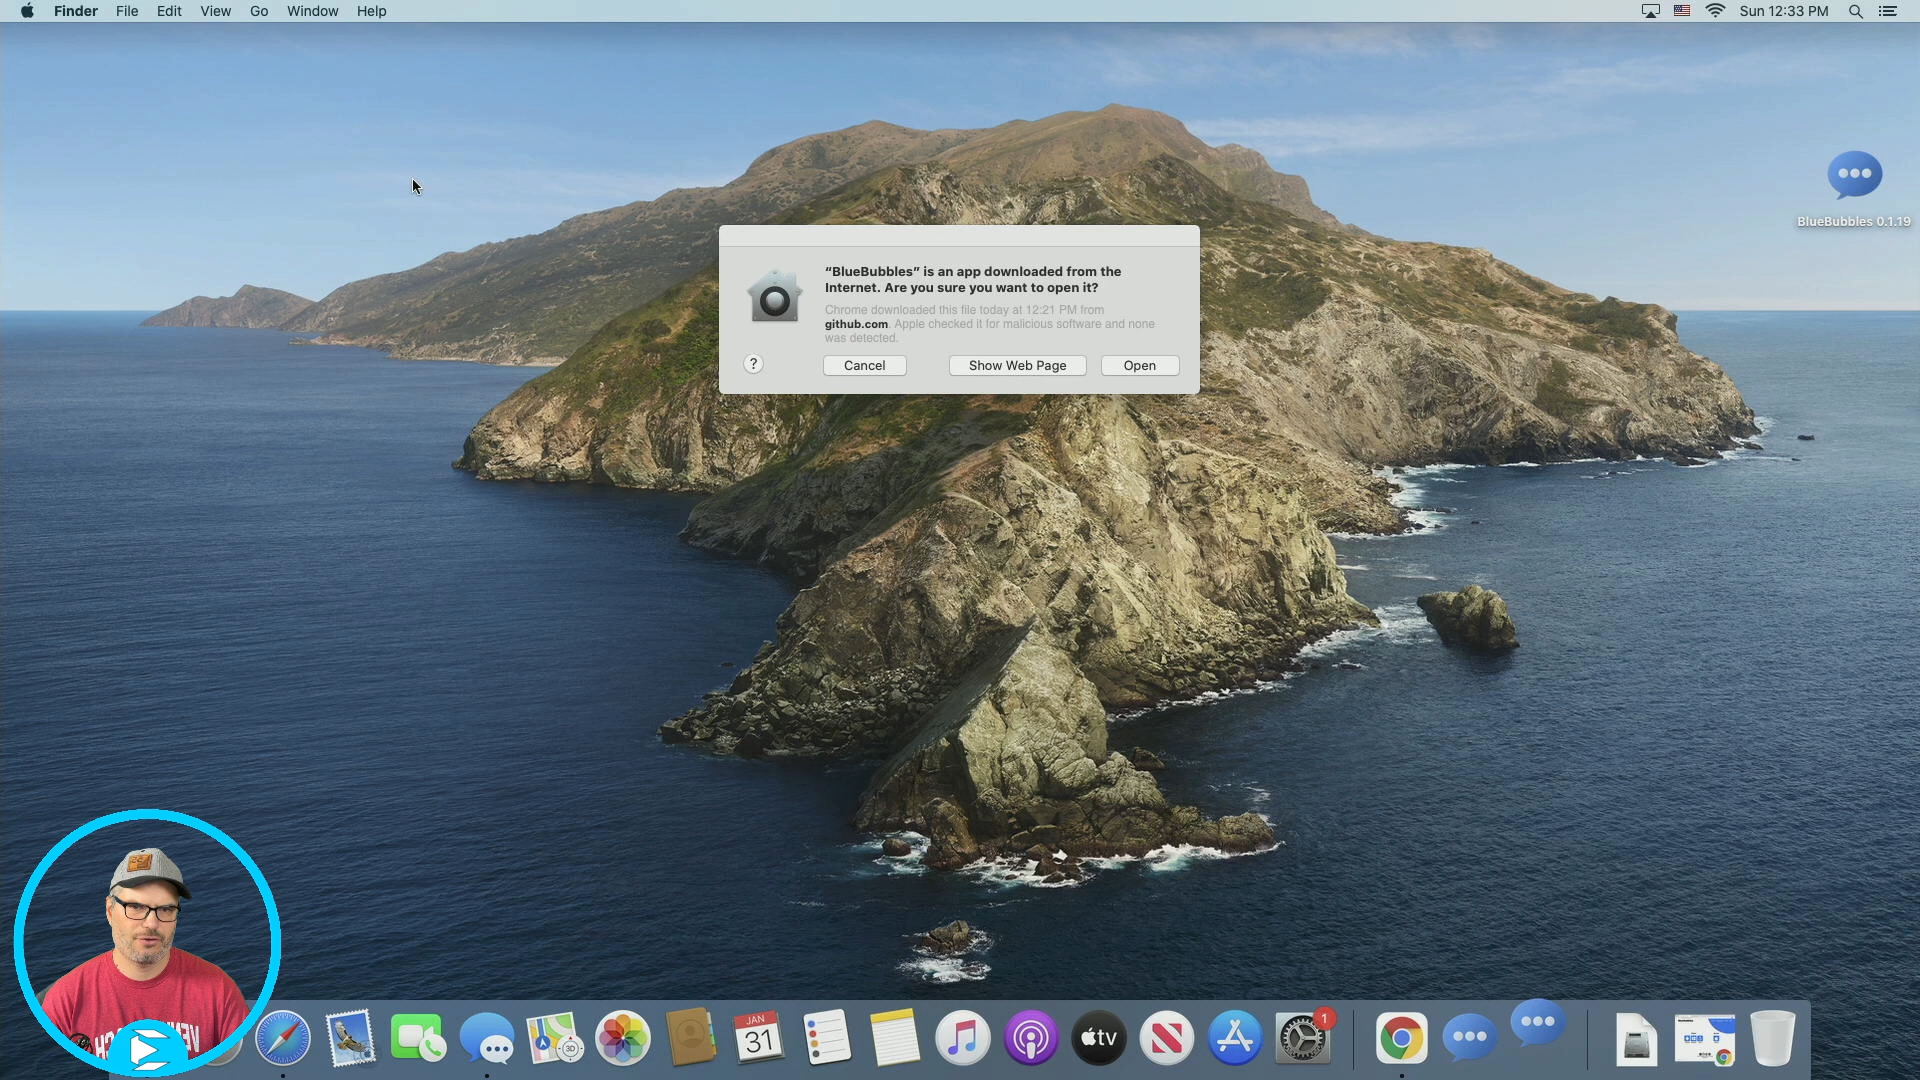 Finder File Edit View Go Window Help
Sun 12:33 PM
BlueBubbles 0.1.19
“BlueBubbles” is an app downloaded from the
Internet. Are you sure you want to open it?
Chrome downloaded this file today at 12:21 PM from
github.com. Apple checked it for malicious software and none
was detected.
? Cancel Show Web Page Open
JAN
31
3D
tv
1